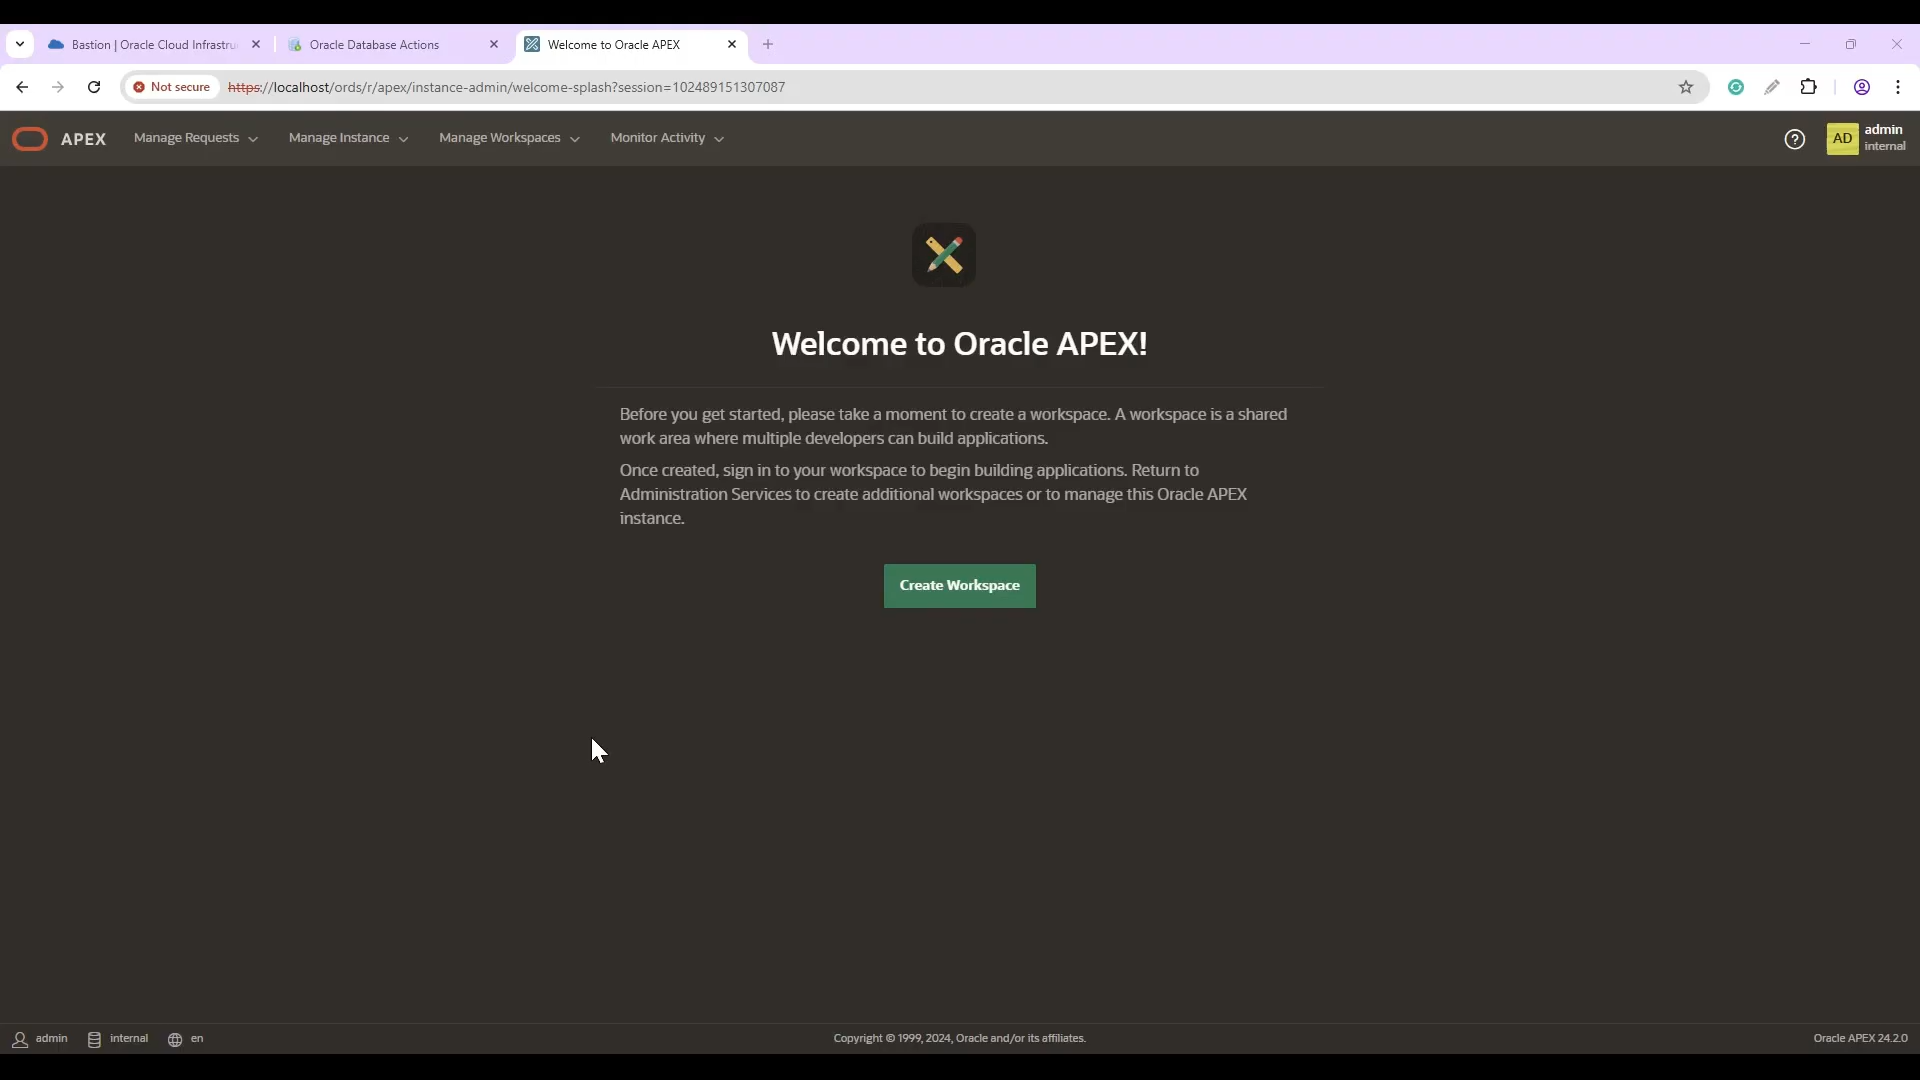 Bastion | Oracle Cloud Infrastru
Oracle Database Actions
Welcome to Oracle APEX
Not secure
https://localhost/ords/r/apex/instance-admin/welcome-splash?session=102489151307087
APEX
Manage Requests
Manage Instance
Manage Workspaces
Monitor Activity
?
AD
admin
internal
Welcome to Oracle APEX!
Before you get started, please take a moment to create a workspace. A workspace is a shared
work area where multiple developers can build applications.
Once created, sign in to your workspace to begin building applications. Return to
Administration Services to create additional workspaces or to manage this Oracle APEX
instance.
Create Workspace
admin
internal
en
Copyright © 1999, 2024, Oracle and/or its affiliates.
Oracle APEX 24.2.0